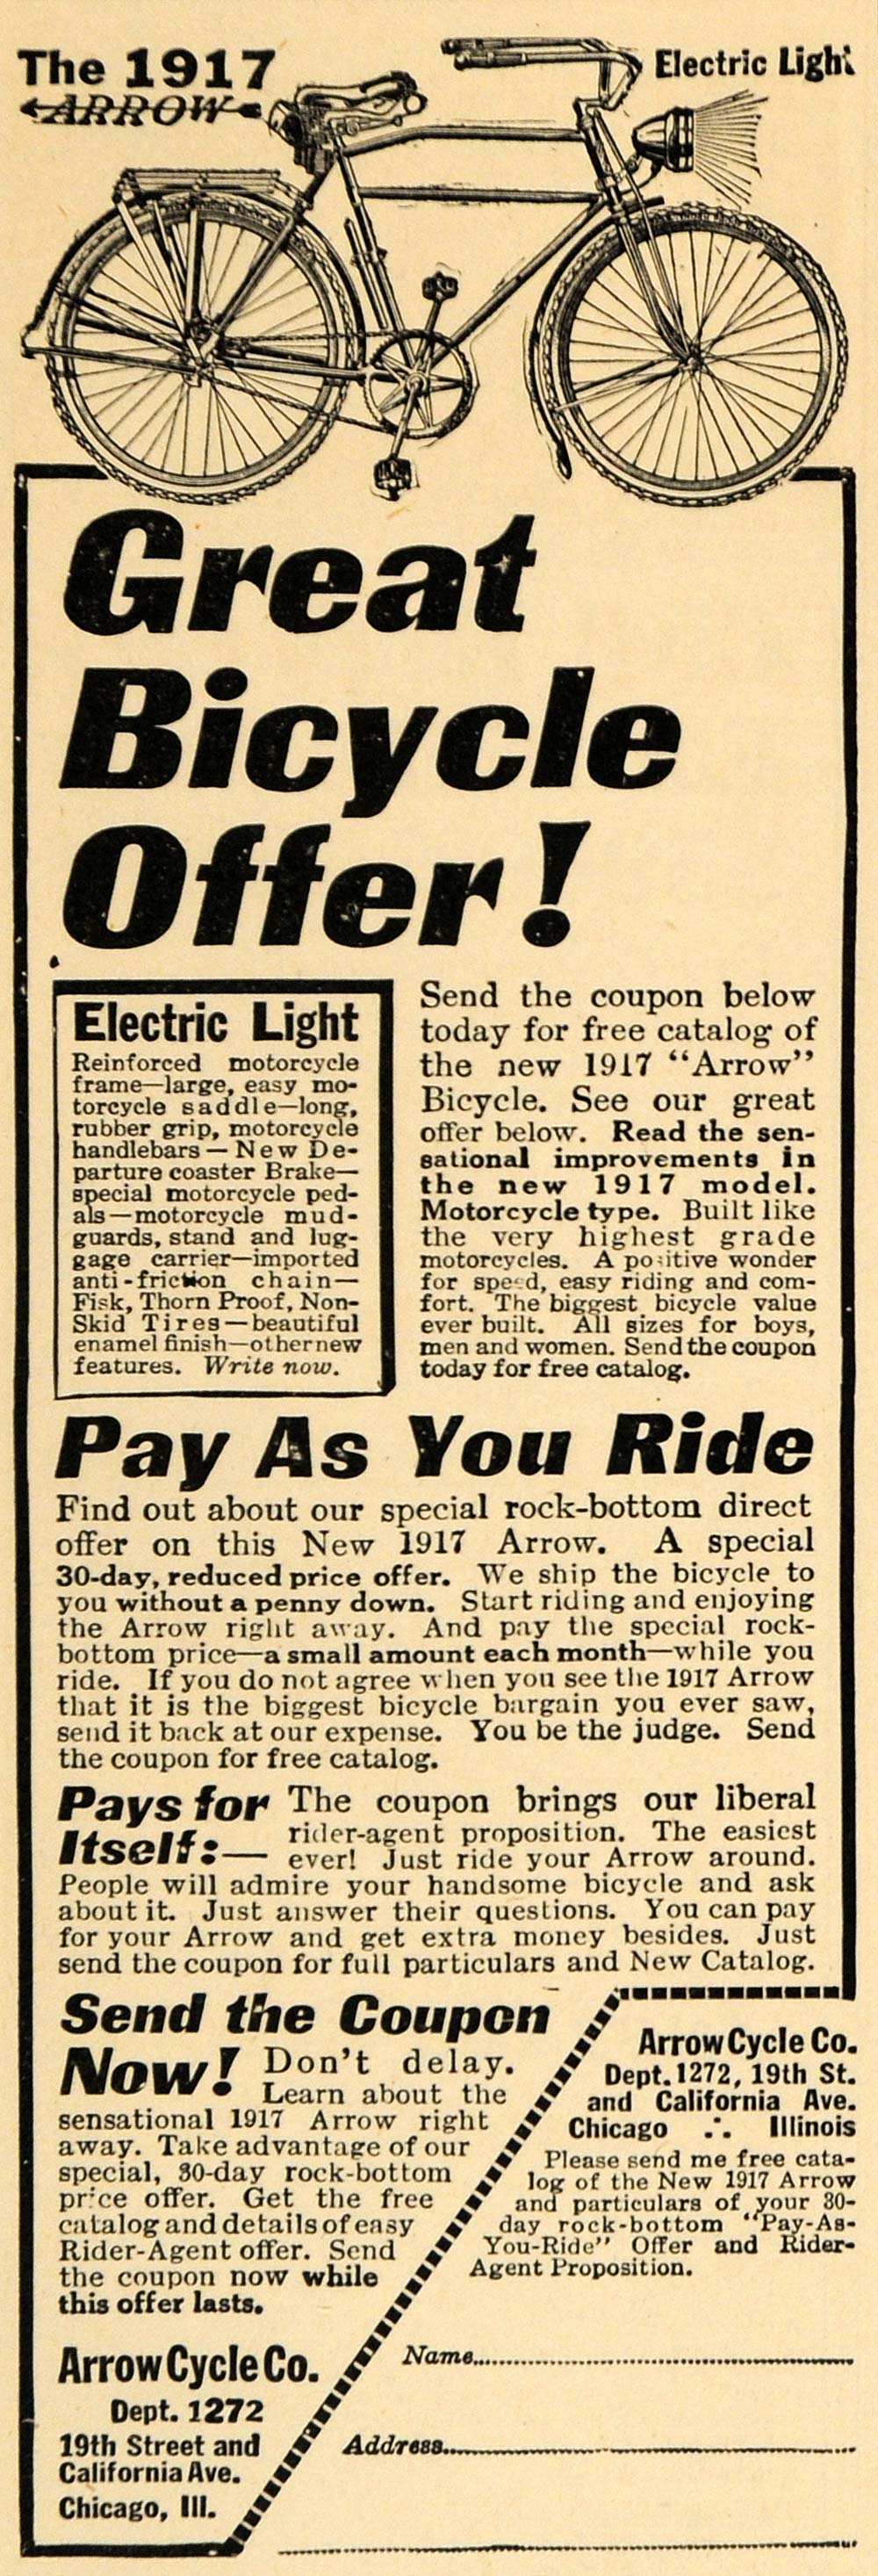 The 1917
ARROW
Electric Light
Great
Bicycle
Offer!
Electric Light
Reinforced motorcycle
frame—large, easy mo-
torcycle saddle—long,
rubber grip, motorcycle
handlebars—New De-
parture coaster Brake—
special motorcycle ped-
als—motorcycle mud-
guards, stand and lug-
gage carrier—imported
anti-friction chain—
Fisk, Thorn Proof, Non-
Skid Tires—beautiful
enamel finish—other new
features. Write now.
Send the coupon below
today for free catalog of
the new 1917 “Arrow”
Bicycle. See our great
offer below. Read the sen-
sational improvements in
the new 1917 model.
Motorcycle type. Built like
the very highest grade
motorcycles. A positive wonder
for speed, easy riding and com-
fort. The biggest bicycle value
ever built. All sizes for boys,
men and women. Send the coupon
today for free catalog.
Pay As You Ride
Find out about our special rock-bottom direct
offer on this New 1917 Arrow. A special
30-day, reduced price offer. We ship the bicycle to
you without a penny down. Start riding and enjoying
the Arrow right away. And pay the special rock-
bottom price—a small amount each month—while you
ride. If you do not agree when you see the 1917 Arrow
that it is the biggest bicycle bargain you ever saw,
send it back at our expense. You be the judge. Send
the coupon for free catalog.
Pays for Itself:— The coupon brings our liberal
rider-agent proposition. The easiest
ever! Just ride your Arrow around.
People will admire your handsome bicycle and ask
about it. Just answer their questions. You can pay
for your Arrow and get extra money besides. Just
send the coupon for full particulars and New Catalog.
Send the Coupon
Now! Don't delay.
Learn about the
sensational 1917 Arrow right
away. Take advantage of our
special, 30-day rock-bottom
price offer. Get the free
catalog and details of easy
Rider-Agent offer. Send
the coupon now while
this offer lasts.
Arrow Cycle Co.
Dept. 1272
19th Street and
California Ave.
Chicago, Ill.
Arrow Cycle Co.
Dept. 1272, 19th St.
and California Ave.
Chicago ∴ Illinois
Please send me free cata-
log of the New 1917 Arrow
and particulars of your 30-
day rock-bottom “Pay-As-
You-Ride” Offer and Rider-
Agent Proposition.
Name
Address